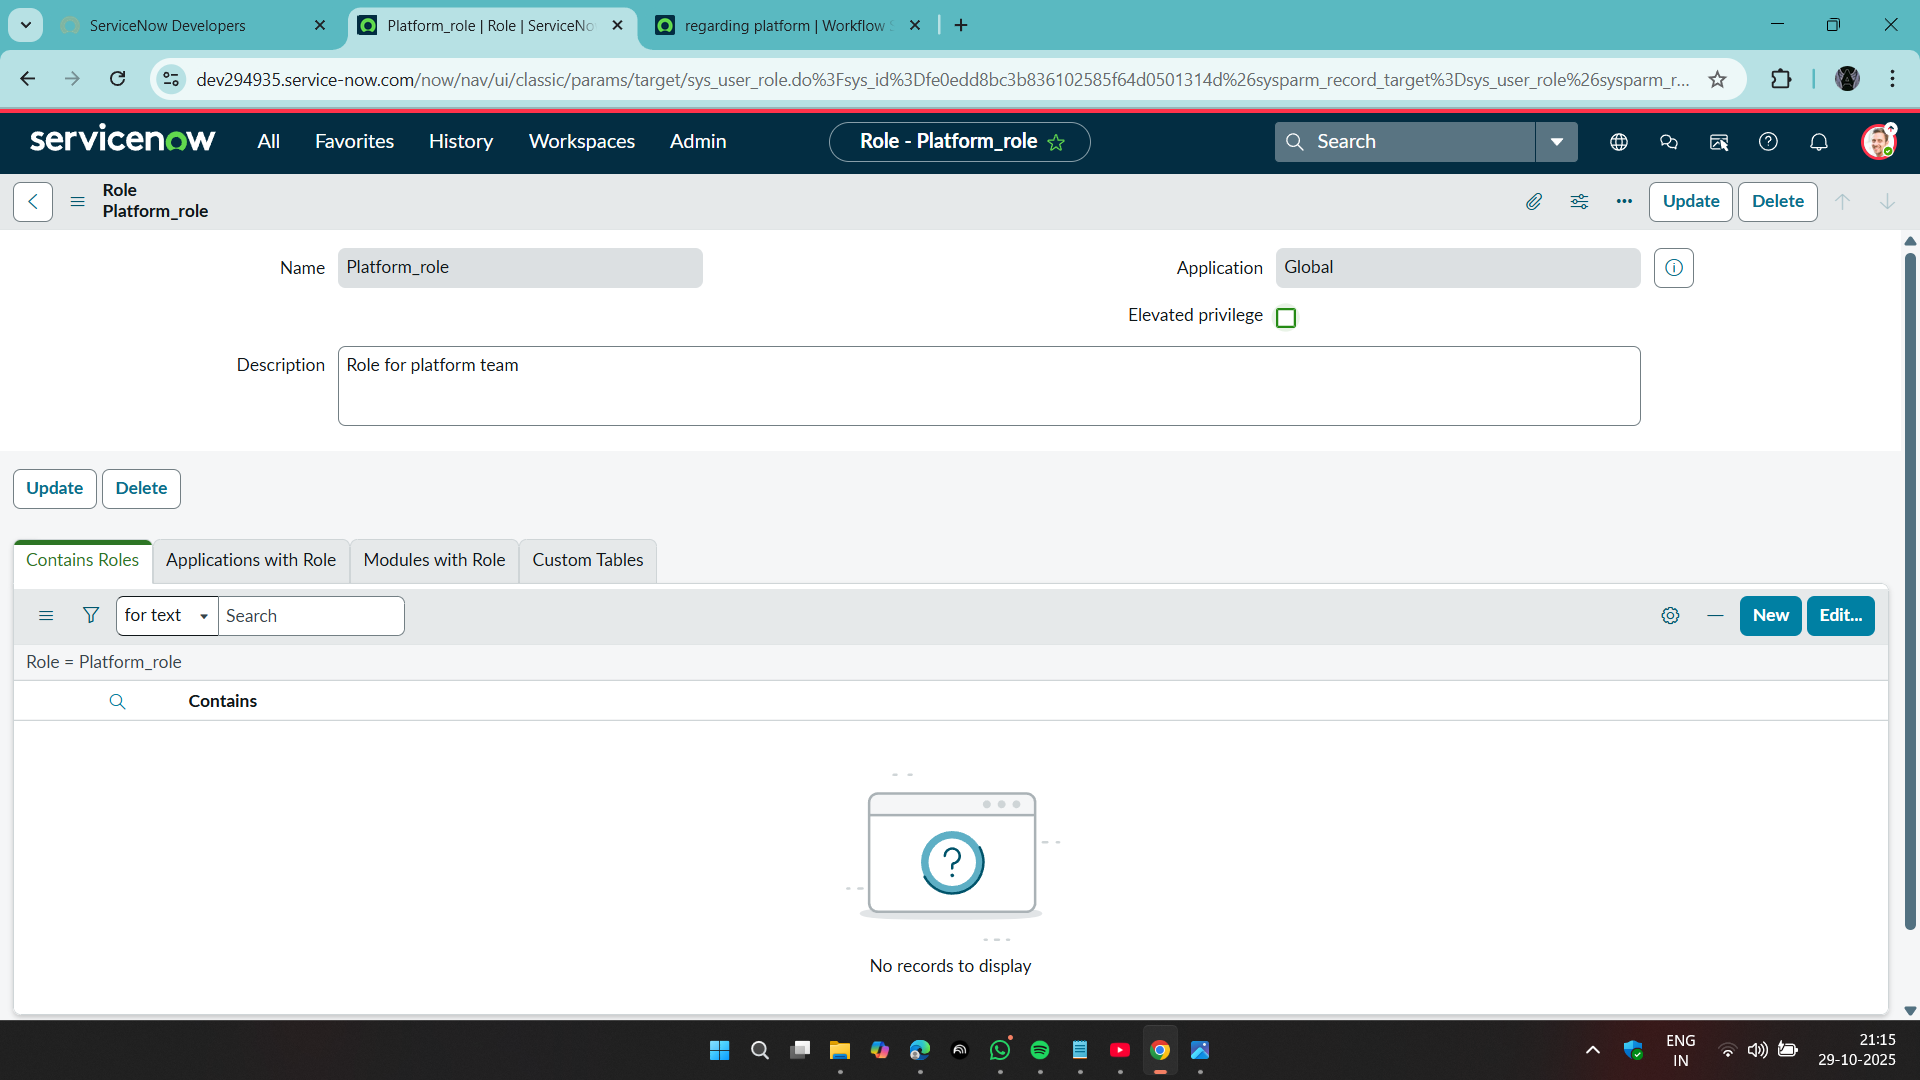 ServiceNow Developers
Platform_role | Role | ServiceNo
regarding platform | Workflow S
dev294935.service-now.com/now/nav/ui/classic/params/target/sys_user_role.do%3Fsys_id%3Dfe0edd8bc3b836102585f64d0501314d%26sysparm_record_target%3Dsys_user_role%26sysparm_r...
servicenow All Favorites History Workspaces Admin Role - Platform_role Search
Role
Platform_role
Update Delete
Name Platform_role
Application Global
Elevated privilege
Description Role for platform team
Update Delete
Contains Roles Applications with Role Modules with Role Custom Tables
for text Search New Edit...
Role = Platform_role
Contains
No records to display
ENG
IN
21:15
29-10-2025